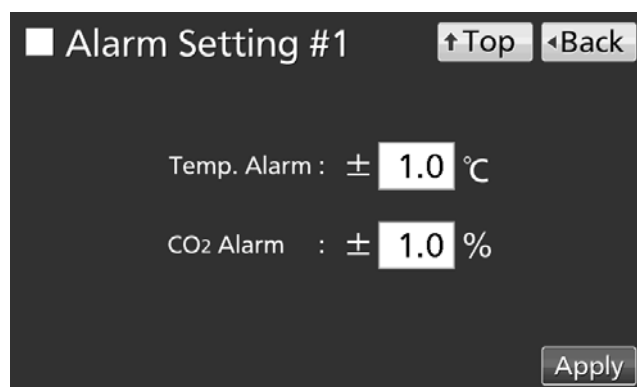 Alarm Setting #1 ↑Top ◂Back
Temp. Alarm : ± 1.0 ℃
CO2 Alarm : ± 1.0 %
Apply